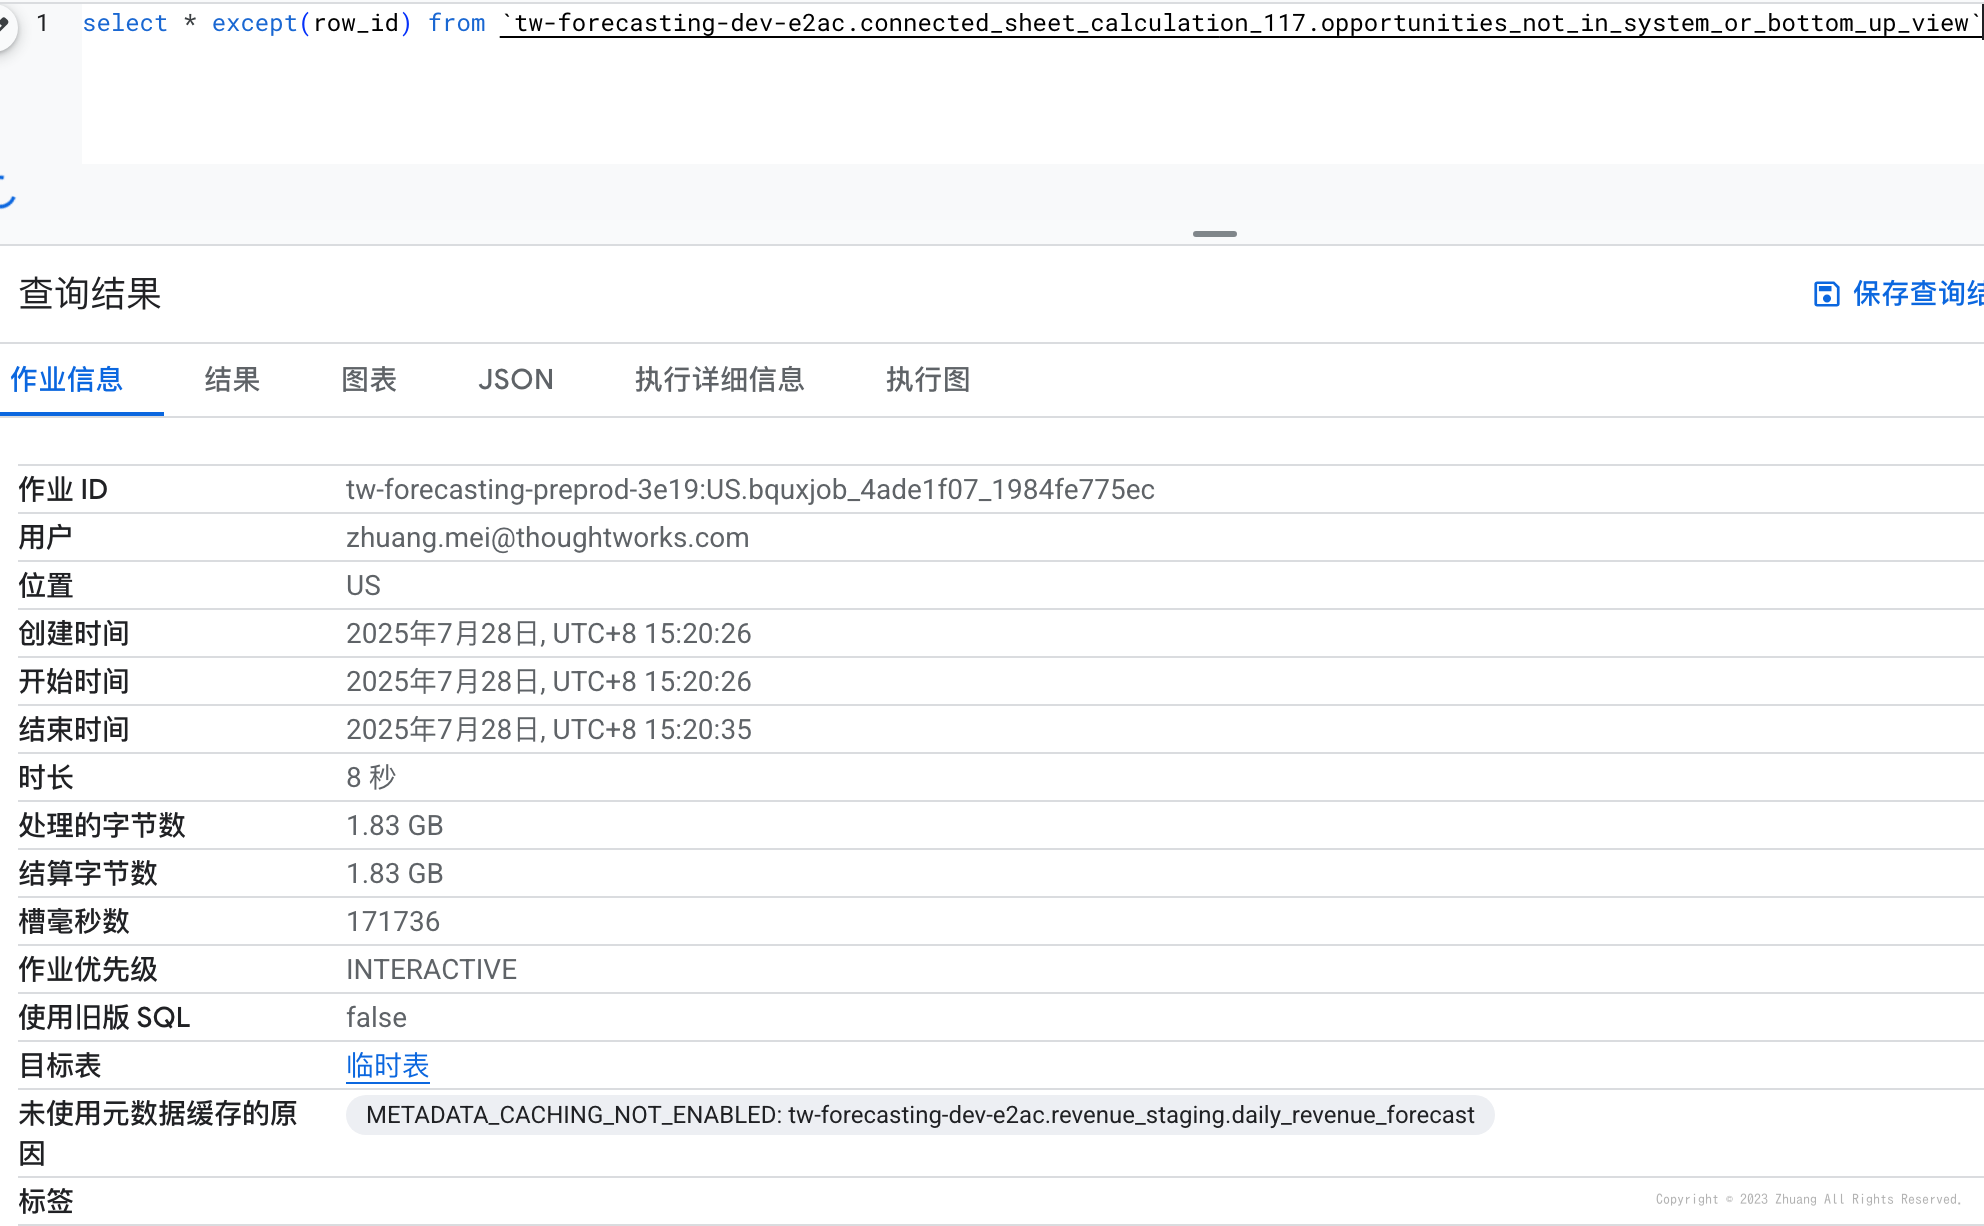 1 select * except(row_id) from `tw-forecasting-dev-e2ac.connected_sheet_calculation_117.opportunities_not_in_system_or_bottom_up_view`
查询结果
保存查询结
作业信息 结果 图表 JSON 执行详细信息 执行图
作业 ID tw-forecasting-preprod-3e19:US.bquxjob_4ade1f07_1984fe775ec
用户 zhuang.mei@thoughtworks.com
位置 US
创建时间 2025年7月28日, UTC+8 15:20:26
开始时间 2025年7月28日, UTC+8 15:20:26
结束时间 2025年7月28日, UTC+8 15:20:35
时长 8 秒
处理的字节数 1.83 GB
结算字节数 1.83 GB
槽毫秒数 171736
作业优先级 INTERACTIVE
使用旧版 SQL false
目标表 临时表
未使用元数据缓存的原 METADATA_CACHING_NOT_ENABLED: tw-forecasting-dev-e2ac.revenue_staging.daily_revenue_forecast
因
标签
Copyright © 2023 Zhuang All Rights Reserved.